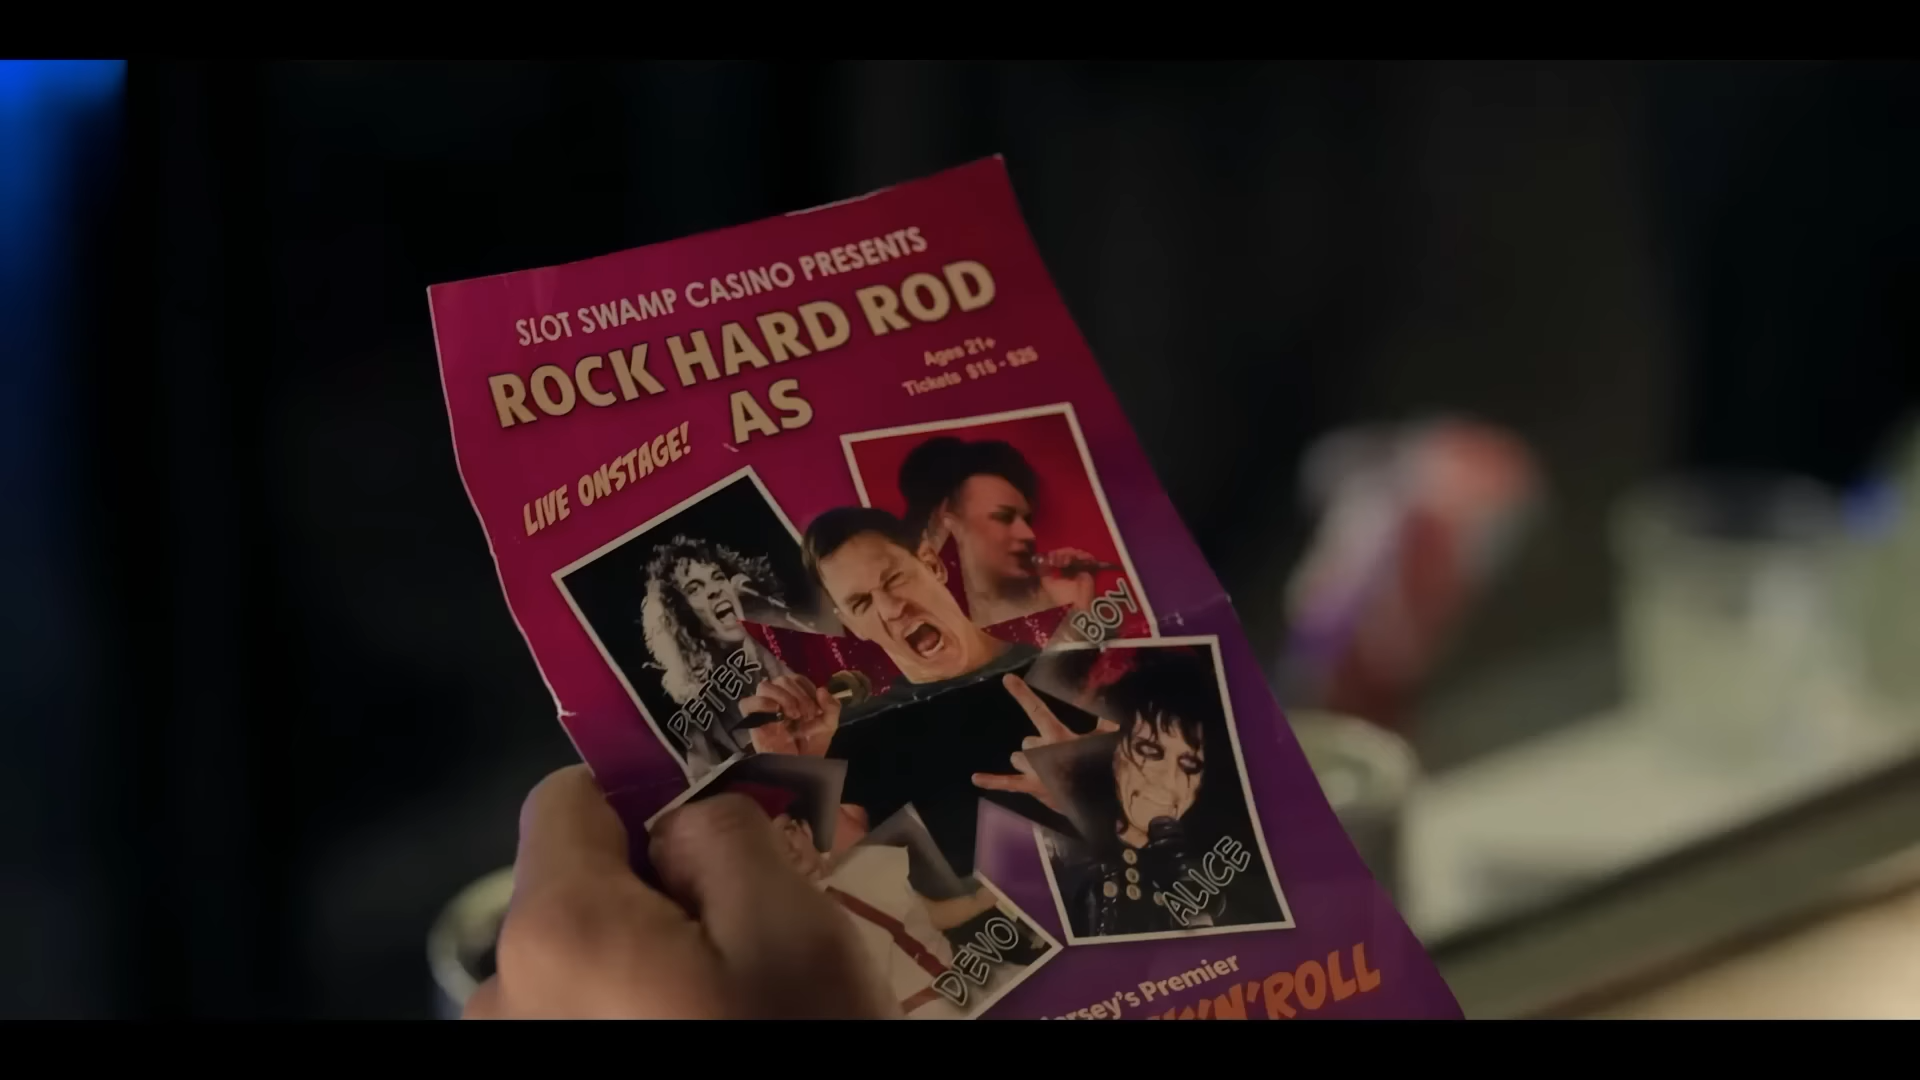 SLOT SWAMP CASINO PRESENTS
ROCK HARD ROD
AS
Ages 21+
Tickets $15 - $25
LIVE ONSTAGE!
BOY
PETER
ALICE
DEVO
Premier
'N'ROLL